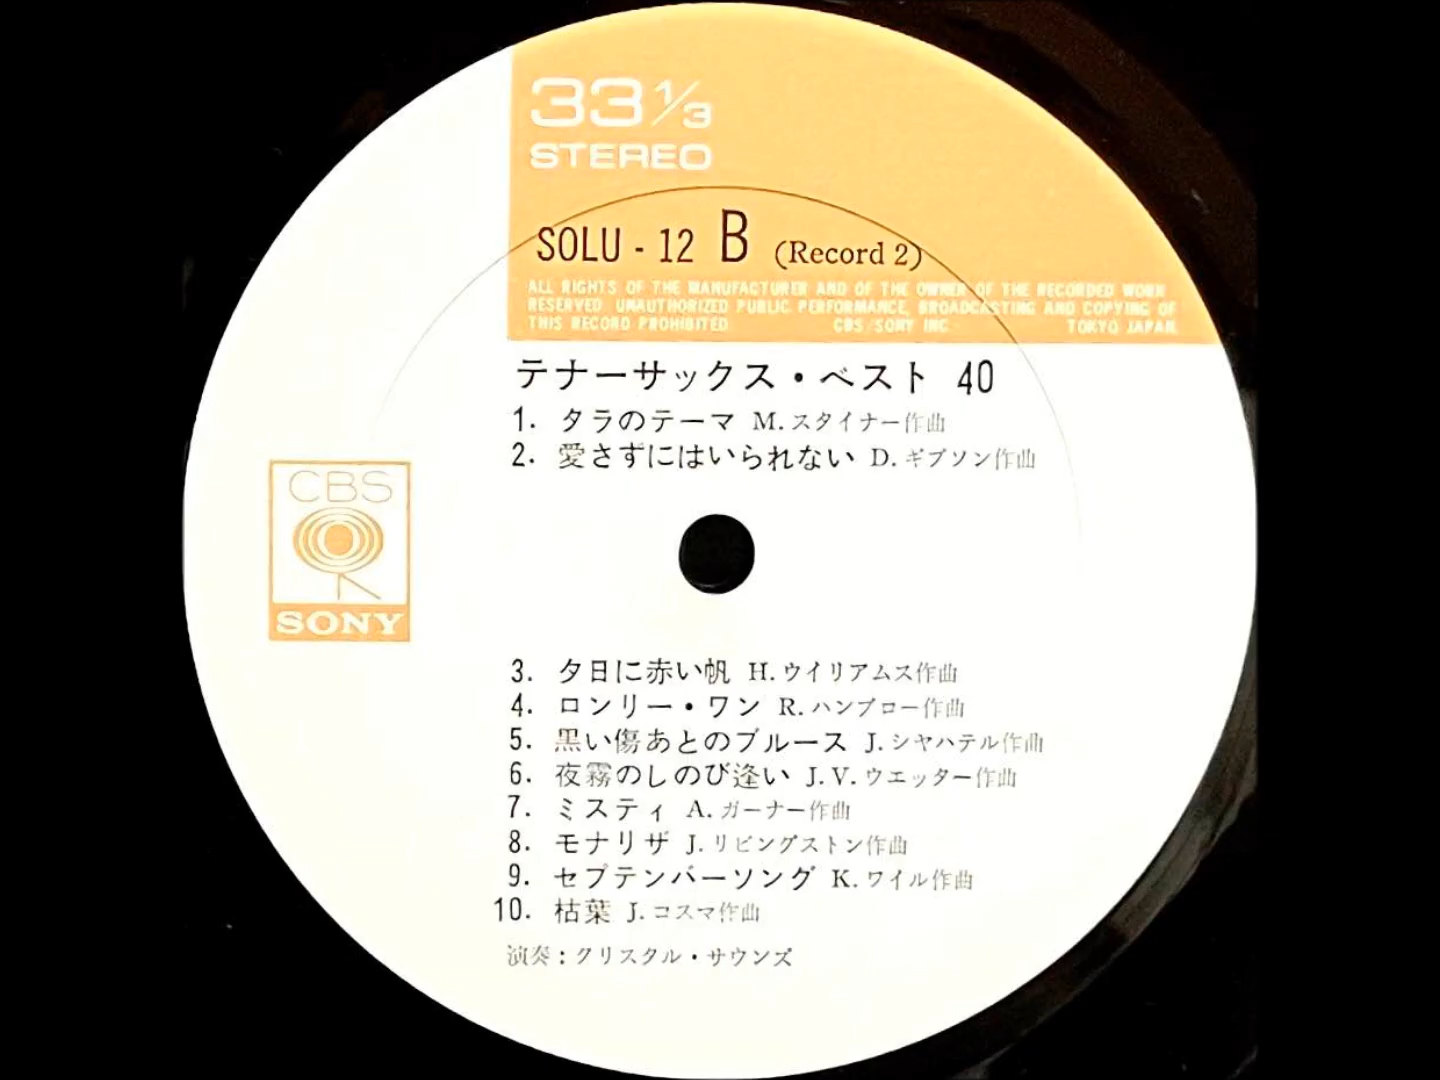 33 1/3
STEREO
SOLU - 12 B (Record 2)
ALL RIGHTS OF THE MANUFACTURER AND OF THE OWNER OF THE RECORDED WORK
RESERVED. UNAUTHORIZED PUBLIC PERFORMANCE, BROADCASTING AND COPYING OF
THIS RECORD PROHIBITED CBS/SONY INC. TOKYO JAPAN
テナーサックス・ベスト 40
1. タラのテーマ M. スタイナー作曲
2. 愛さずにはいられない D. ギブソン作曲
CBS
SONY
3. 夕日に赤い帆 H. ウイリアムス作曲
4. ロンリー・ワン R. ハンブロー作曲
5. 黒い傷あとのブルース J. シャハテル作曲
6. 夜霧のしのび逢い J. V. ウエッター作曲
7. ミスティ A. ガーナー作曲
8. モナリザ J. リビングストン作曲
9. セプテンバーソング K. ワイル作曲
10. 枯葉 J. コスマ作曲
演奏：クリスタル・サウンズ